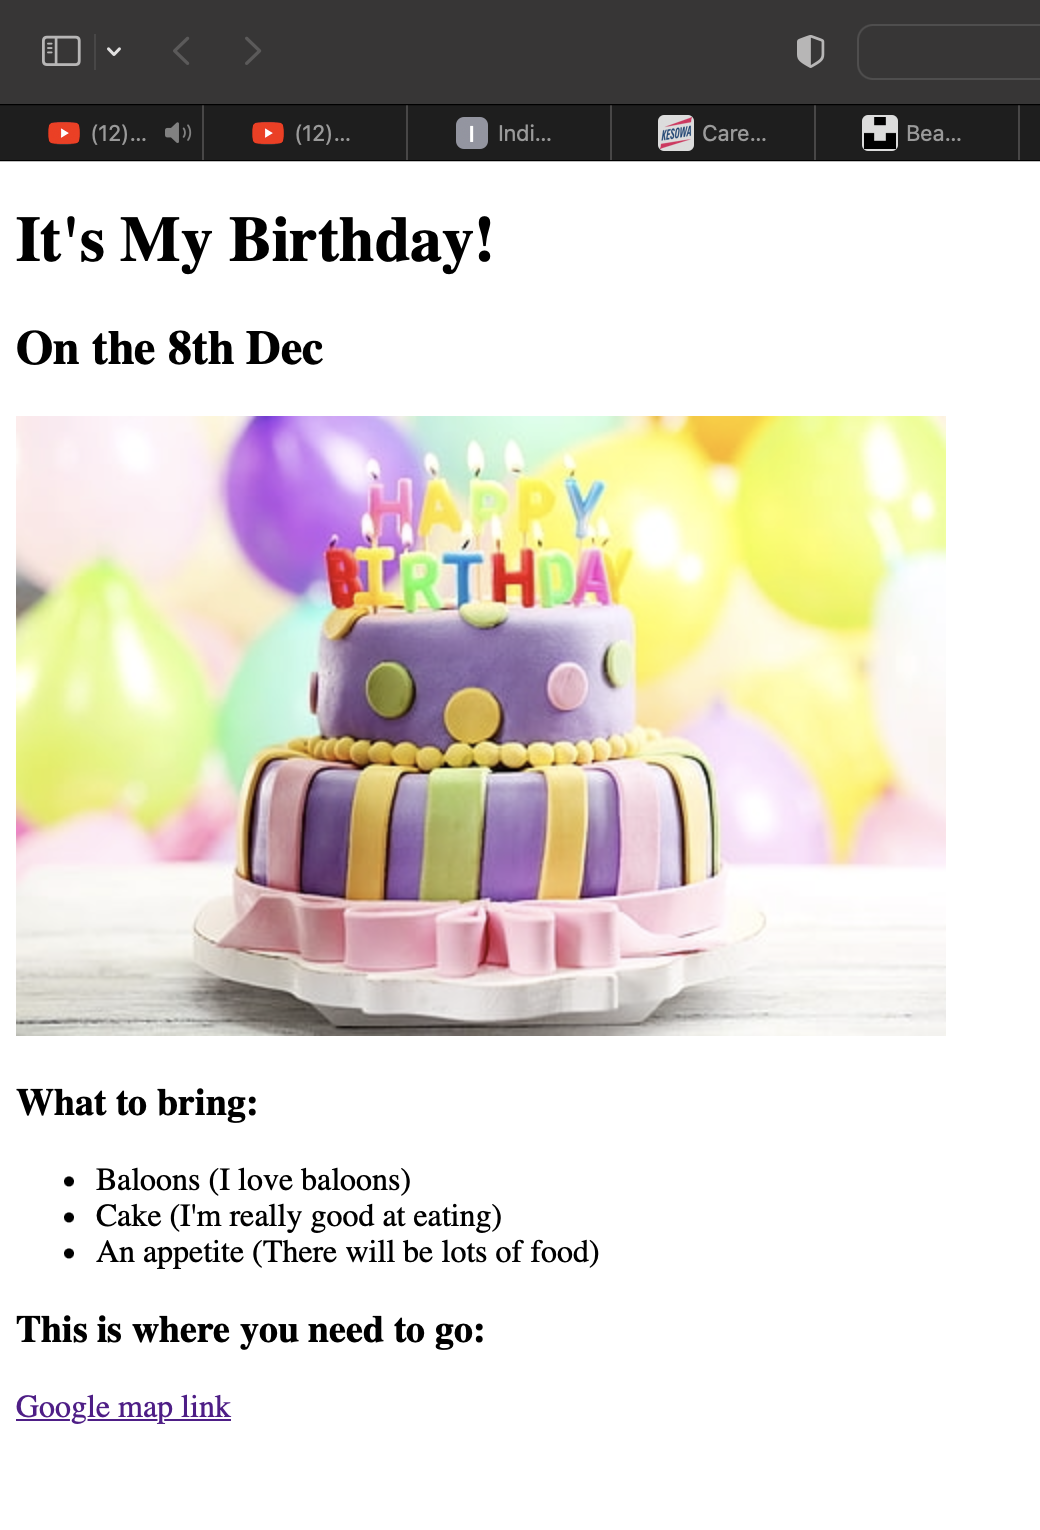 (12)...
(12)...
I
Indi...
KESOWA
Care...
Bea...
It's My Birthday!
On the 8th Dec
HAPPY
BIRTHDAY
What to bring:
Baloons (I love baloons)
Cake (I'm really good at eating)
An appetite (There will be lots of food)
This is where you need to go:
Google map link